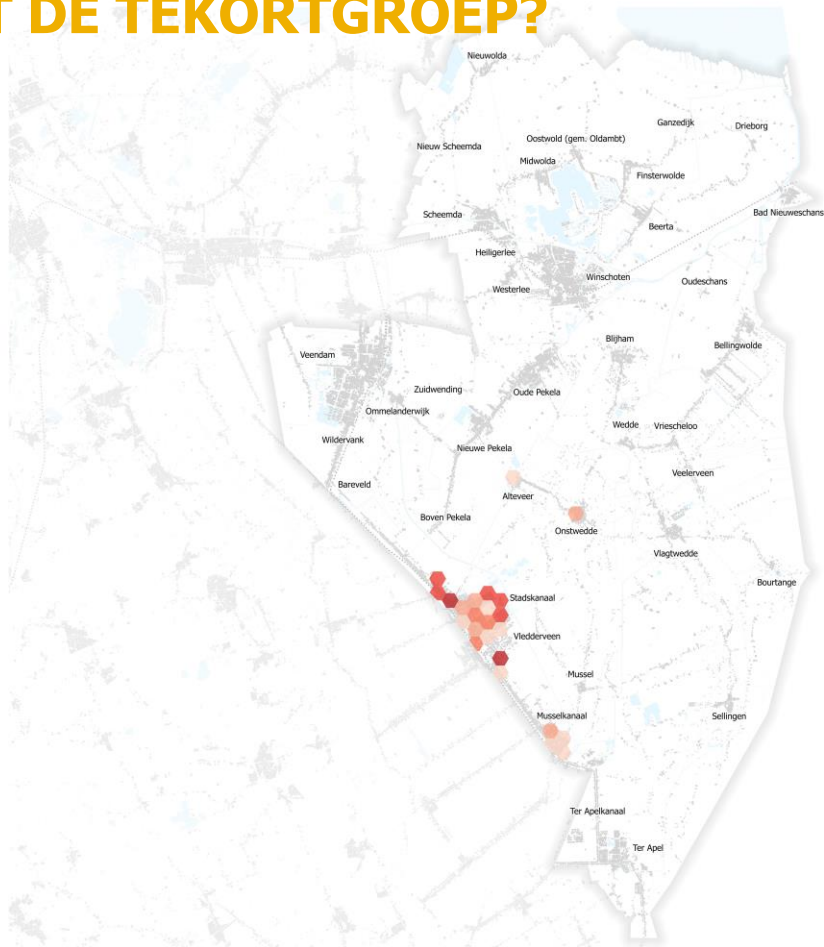 T DE TEKORTGROEP?
Nieuwolda
Ganzedijk
Drieborg
Oostwold (gem. Oldambt)
Nieuw Scheemda
Midwolda
Finsterwolde
Scheemda
Bad Nieuweschans
Beerta
Heiligerlee
Winschoten
Oudeschans
Westerlee
Blijham
Bellingwolde
Veendam
Zuidwending
Oude Pekela
Ommelanderwijk
Wedde
Vriescheloo
Wildervank
Nieuwe Pekela
Veelerveen
Bareveld
Alteveer
Boven Pekela
Onstwedde
Vlagtwedde
Bourtange
Stadskanaal
Vledderveen
Mussel
Musselkanaal
Sellingen
Ter Apelkanaal
Ter Apel